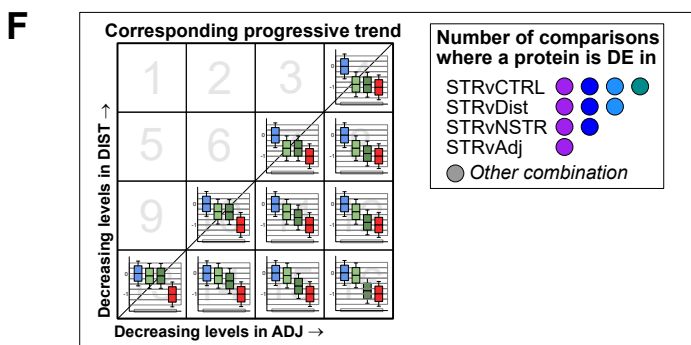 F
Corresponding progressive trend
1 2 3
5 6
9
Decreasing levels in DIST →
Decreasing levels in ADJ →
Number of comparisons
where a protein is DE in
STRvCTRL
STRvDist
STRvNSTR
STRvAdj
Other combination